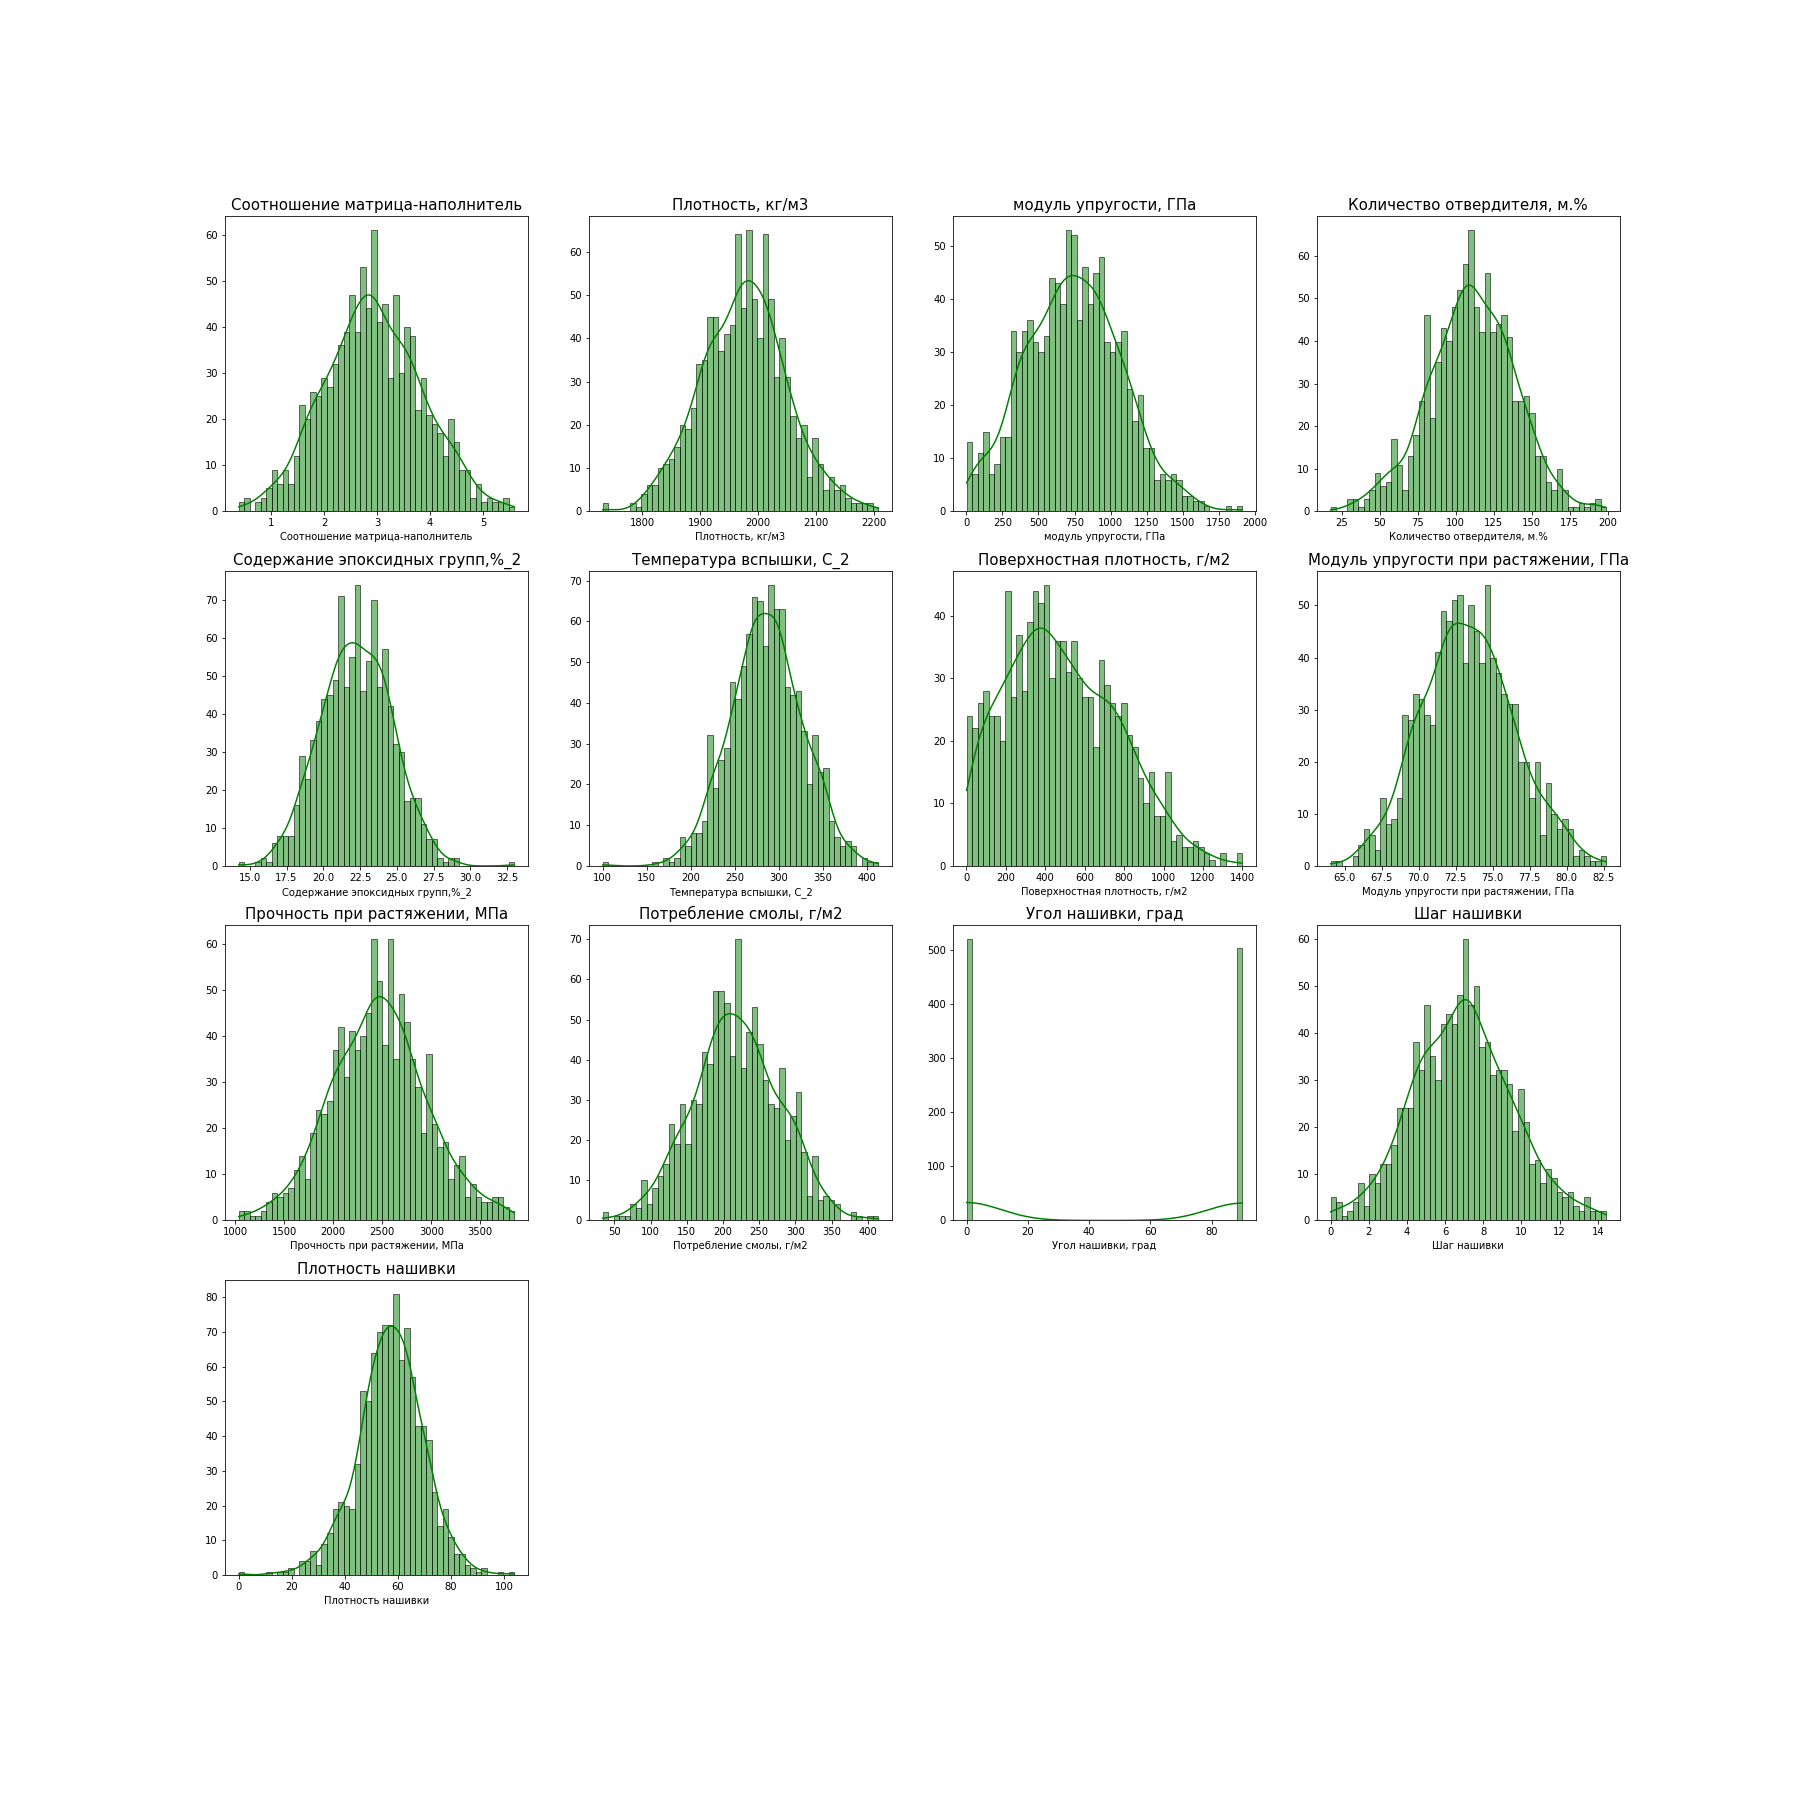 Соотношение матрица-наполнитель
60
50
40
30
20
10
0
1 2 3 4 5
Соотношение матрица-наполнитель
Плотность, кг/м3
60
50
40
30
20
10
0
1800 1900 2000 2100 2200
Плотность, кг/м3
модуль упругости, ГПа
50
40
30
20
10
0
0 250 500 750 1000 1250 1500 1750 2000
модуль упругости, ГПа
Количество отвердителя, м.%
60
50
40
30
20
10
0
25 50 75 100 125 150 175 200
Количество отвердителя, м.%
Содержание эпоксидных групп,%_2
70
60
50
40
30
20
10
0
15.0 17.5 20.0 22.5 25.0 27.5 30.0 32.5
Содержание эпоксидных групп,%_2
Температура вспышки, С_2
70
60
50
40
30
20
10
0
100 150 200 250 300 350 400
Температура вспышки, С_2
Поверхностная плотность, г/м2
40
30
20
10
0
0 200 400 600 800 1000 1200 1400
Поверхностная плотность, г/м2
Модуль упругости при растяжении, ГПа
50
40
30
20
10
0
65.0 67.5 70.0 72.5 75.0 77.5 80.0 82.5
Модуль упругости при растяжении, ГПа
Прочность при растяжении, МПа
60
50
40
30
20
10
0
1000 1500 2000 2500 3000 3500
Прочность при растяжении, МПа
Потребление смолы, г/м2
70
60
50
40
30
20
10
0
50 100 150 200 250 300 350 400
Потребление смолы, г/м2
Угол нашивки, град
500
400
300
200
100
0
0 20 40 60 80
Угол нашивки, град
Шаг нашивки
60
50
40
30
20
10
0
0 2 4 6 8 10 12 14
Шаг нашивки
Плотность нашивки
80
70
60
50
40
30
20
10
0
0 20 40 60 80 100
Плотность нашивки